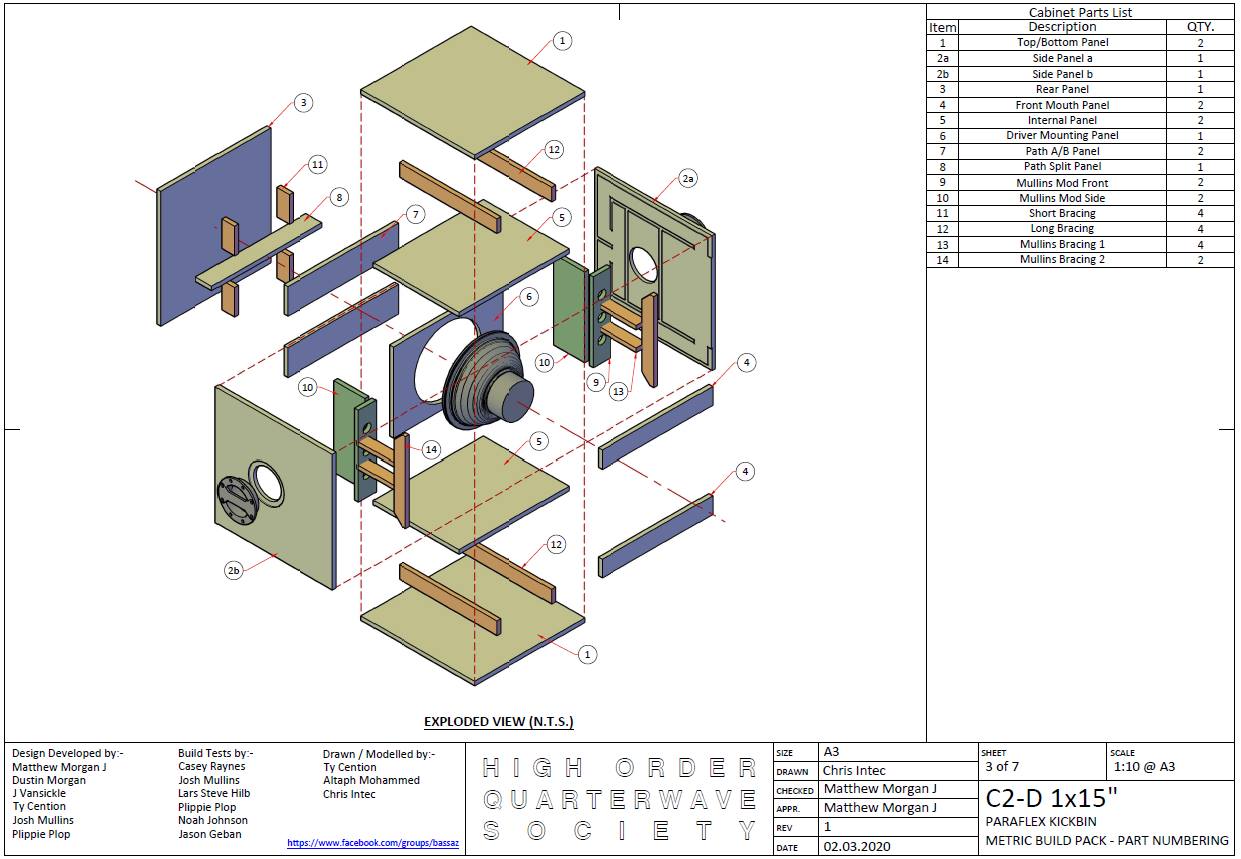 Cabinet Parts List
Item Description QTY.
1 Top/Bottom Panel 2
2a Side Panel a 1
2b Side Panel b 1
3 Rear Panel 1
4 Front Mouth Panel 2
5 Internal Panel 2
6 Driver Mounting Panel 1
7 Path A/B Panel 2
8 Path Split Panel 1
9 Mullins Mod Front 2
10 Mullins Mod Side 2
11 Short Bracing 4
12 Long Bracing 4
13 Mullins Bracing 1 4
14 Mullins Bracing 2 2
1
3
12
11
2a
8
7
5
6
10
9
13
4
10
14
5
4
12
2b
1
EXPLODED VIEW (N.T.S.)
Design Developed by:-
Matthew Morgan J
Dustin Morgan
J Vansickle
Ty Cention
Josh Mullins
Plippie Plop
Build Tests by:-
Casey Raynes
Josh Mullins
Lars Steve Hilb
Plippie Plop
Noah Johnson
Jason Geban
Drawn / Modelled by:-
Ty Cention
Altaph Mohammed
Chris Intec
https://www.facebook.com/groups/bassaz
HIGH ORDER
QUARTERWAVE
SOCIETY
SIZE A3
DRAWN Chris Intec
CHECKED Matthew Morgan J
APPR. Matthew Morgan J
REV 1
DATE 02.03.2020
SHEET
3 of 7
SCALE
1:10 @ A3
C2-D 1x15"
PARAFLEX KICKBIN
METRIC BUILD PACK - PART NUMBERING